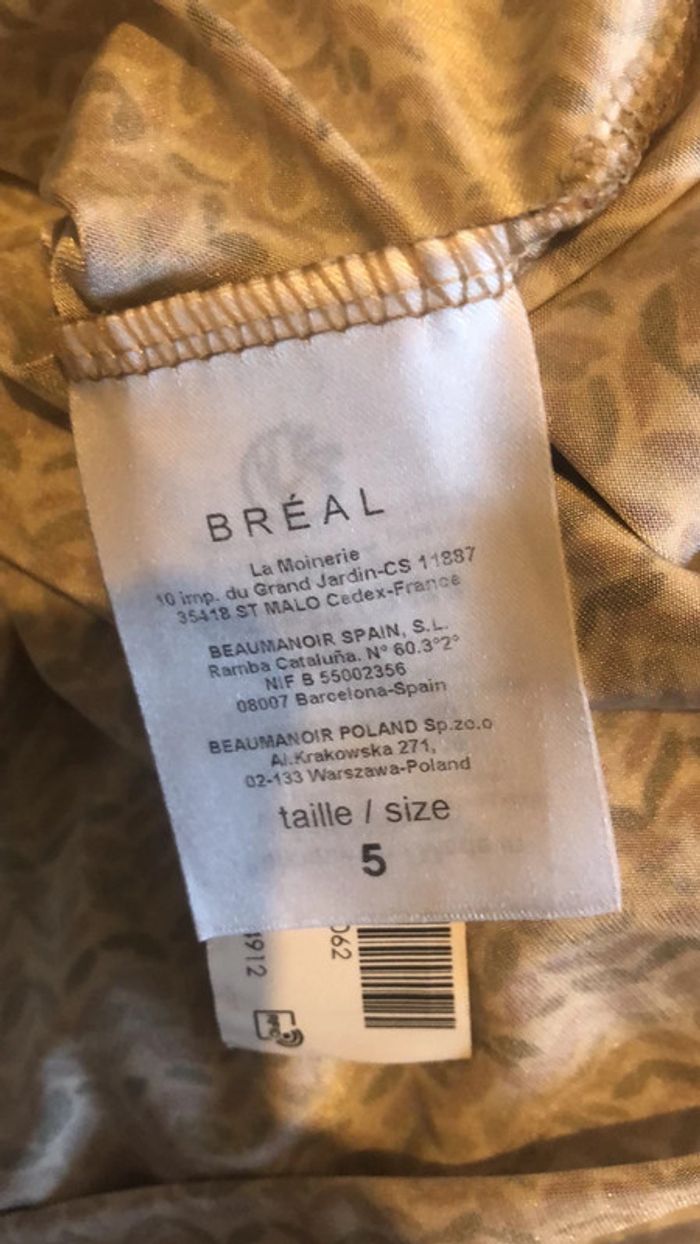 BRÉAL
La Moinerie
10 imp. du Grand Jardin-CS 11887
35418 ST MALO Cedex-France
BEAUMANOIR SPAIN, S.L.
Ramba Cataluña. N° 60.3°2°
NIF B 55002356
08007 Barcelona-Spain
BEAUMANOIR POLAND Sp.zo.o
Al.Krakowska 271,
02-133 Warszawa-Poland
taille / size
5
062
1912